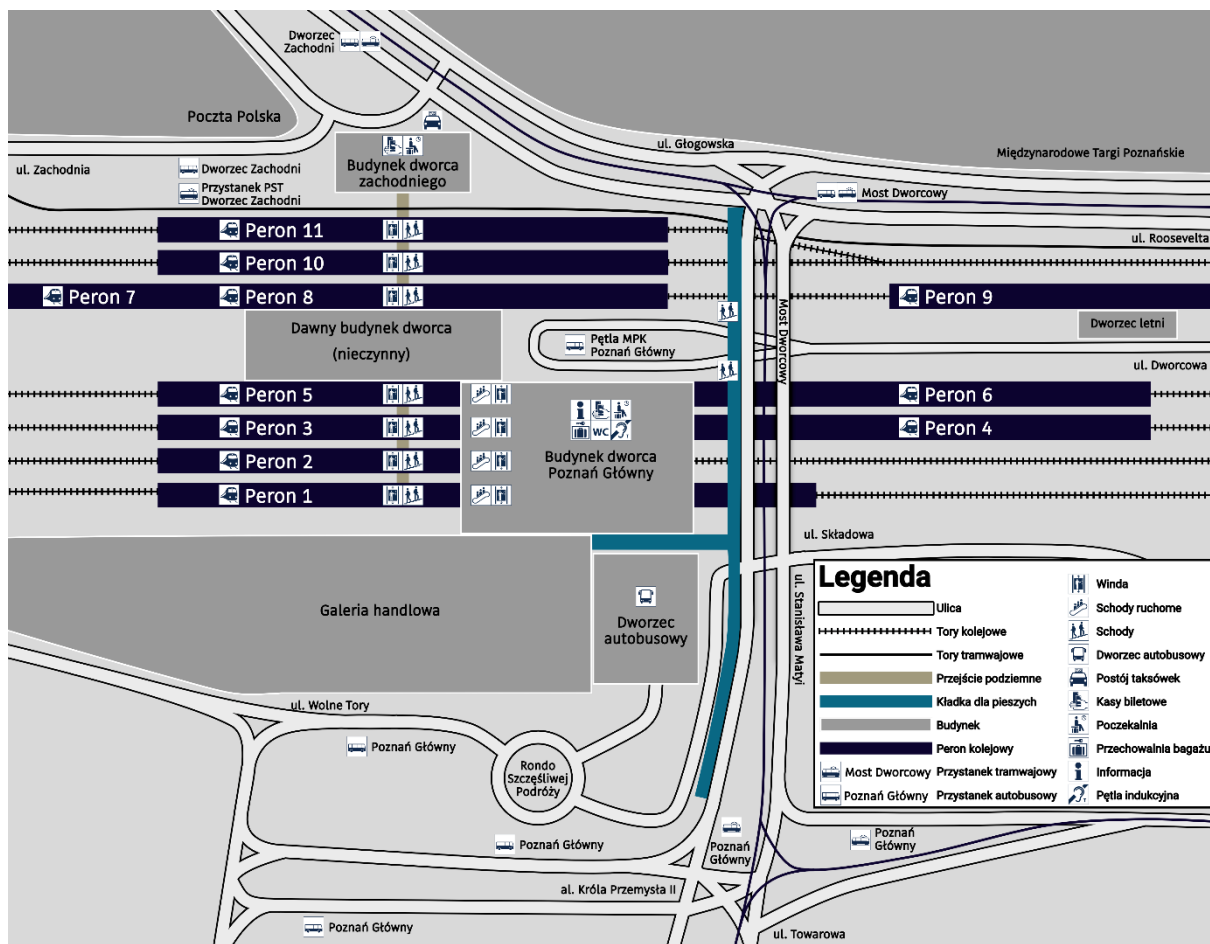 Dworzec
Zachodni
Poczta Polska
ul. Głogowska
Międzynarodowe Targi Poznańskie
ul. Zachodnia
Dworzec Zachodni
Przystanek PST
Dworzec Zachodni
Budynek dworca
zachodniego
Most Dworcowy
Peron 11
ul. Roosevelta
Peron 10
Peron 7
Peron 8
Peron 9
Most Dworcowy
Dawny budynek dworca
(nieczynny)
Pętla MPK
Poznań Główny
Dworzec letni
ul. Dworcowa
Peron 5
Peron 6
Peron 3
Peron 4
WC
Budynek dworca
Poznań Główny
Peron 2
Peron 1
ul. Składowa
Galeria handlowa
Dworzec
autobusowy
ul. Stanisława Matyi
ul. Wolne Tory
Poznań Główny
Rondo
Szczęśliwej
Podróży
Poznań Główny
Poznań
Główny
Poznań
Główny
al. Króla Przemysła II
Poznań Główny
ul. Towarowa
Legenda
Ulica
Tory kolejowe
Tory tramwajowe
Przejście podziemne
Kładka dla pieszych
Budynek
Peron kolejowy
Most Dworcowy Przystanek tramwajowy
Poznań Główny Przystanek autobusowy
Winda
Schody ruchome
Schody
Dworzec autobusowy
Postój taksówek
Kasy biletowe
Poczekalnia
Przechowalnia bagażu
Informacja
Pętla indukcyjna